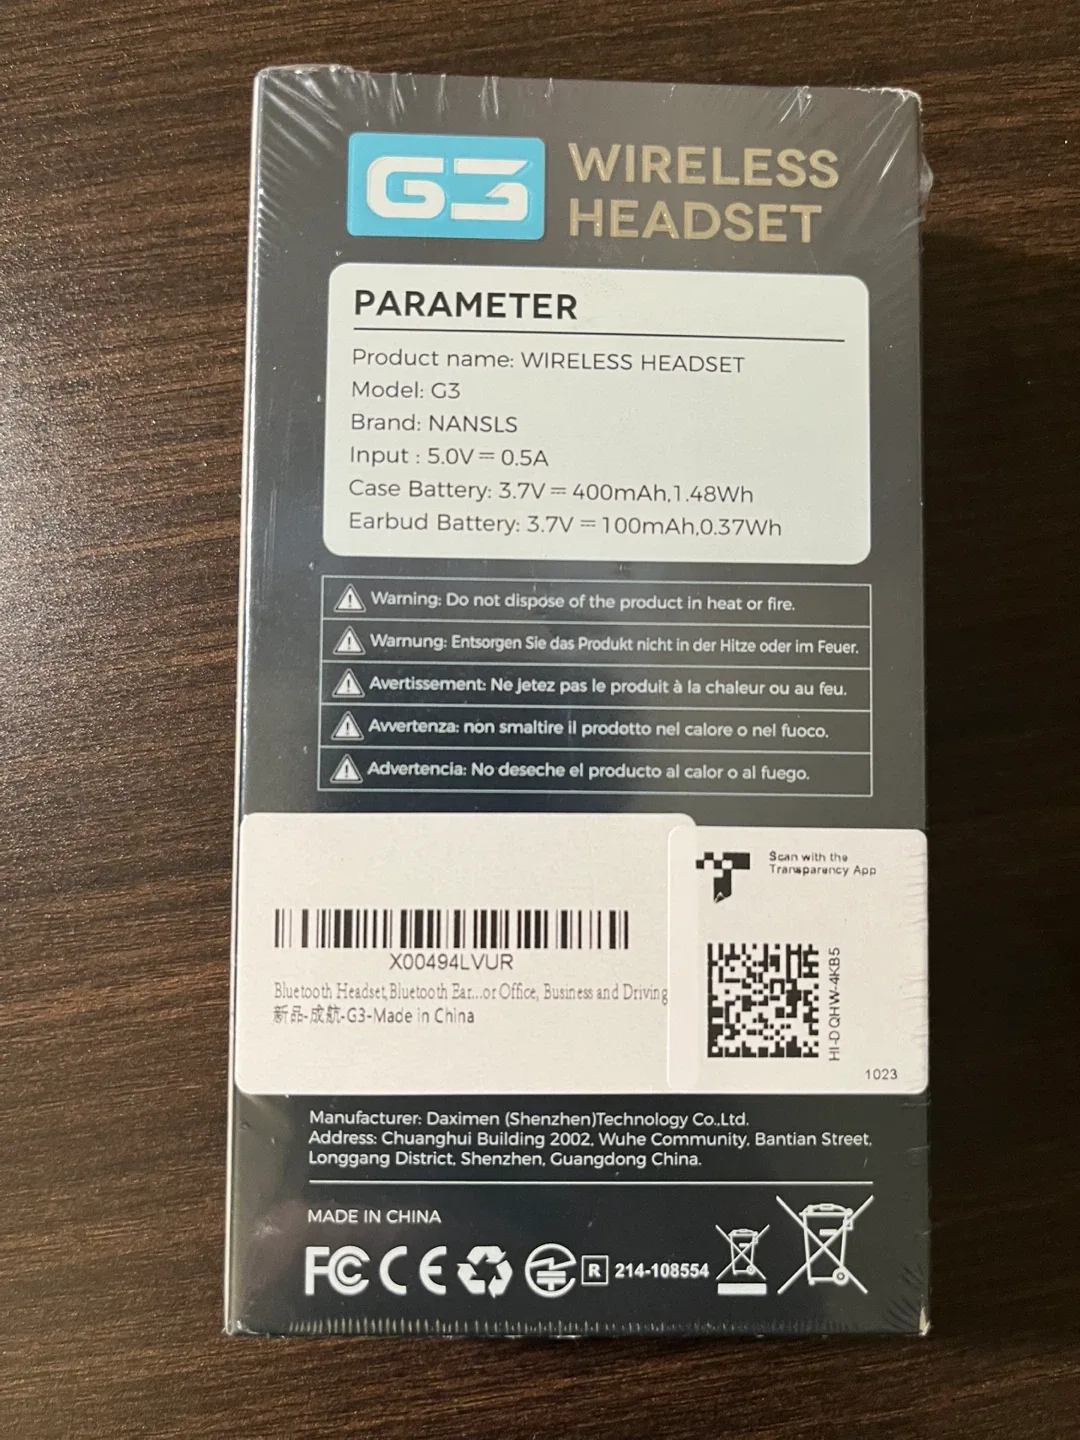 G3
WIRELESS
HEADSET
PARAMETER
Product name: WIRELESS HEADSET
Model: G3
Brand: NANSLS
Input : 5.0V⎓0.5A
Case Battery: 3.7V⎓400mAh,1.48Wh
Earbud Battery: 3.7V⎓100mAh,0.37Wh
Warning: Do not dispose of the product in heat or fire.
Warnung: Entsorgen Sie das Produkt nicht in der Hitze oder im Feuer.
Avertissement: Ne jetez pas le produit à la chaleur ou au feu.
Avvertenza: non smaltire il prodotto nel calore o nel fuoco.
Advertencia: No deseche el producto al calor o al fuego.
Scan with the
Transparency App
X00494LVUR
Bluetooth Headset,Bluetooth Ear...or Office, Business and Driving
新品-成航-G3-Made in China
HI-DQHW-4KB5
1023
Manufacturer: Daximen (Shenzhen)Technology Co.,Ltd.
Address: Chuanghui Building 2002, Wuhe Community, Bantian Street,
Longgang District, Shenzhen, Guangdong China.
MADE IN CHINA
FC CE R 214-108554